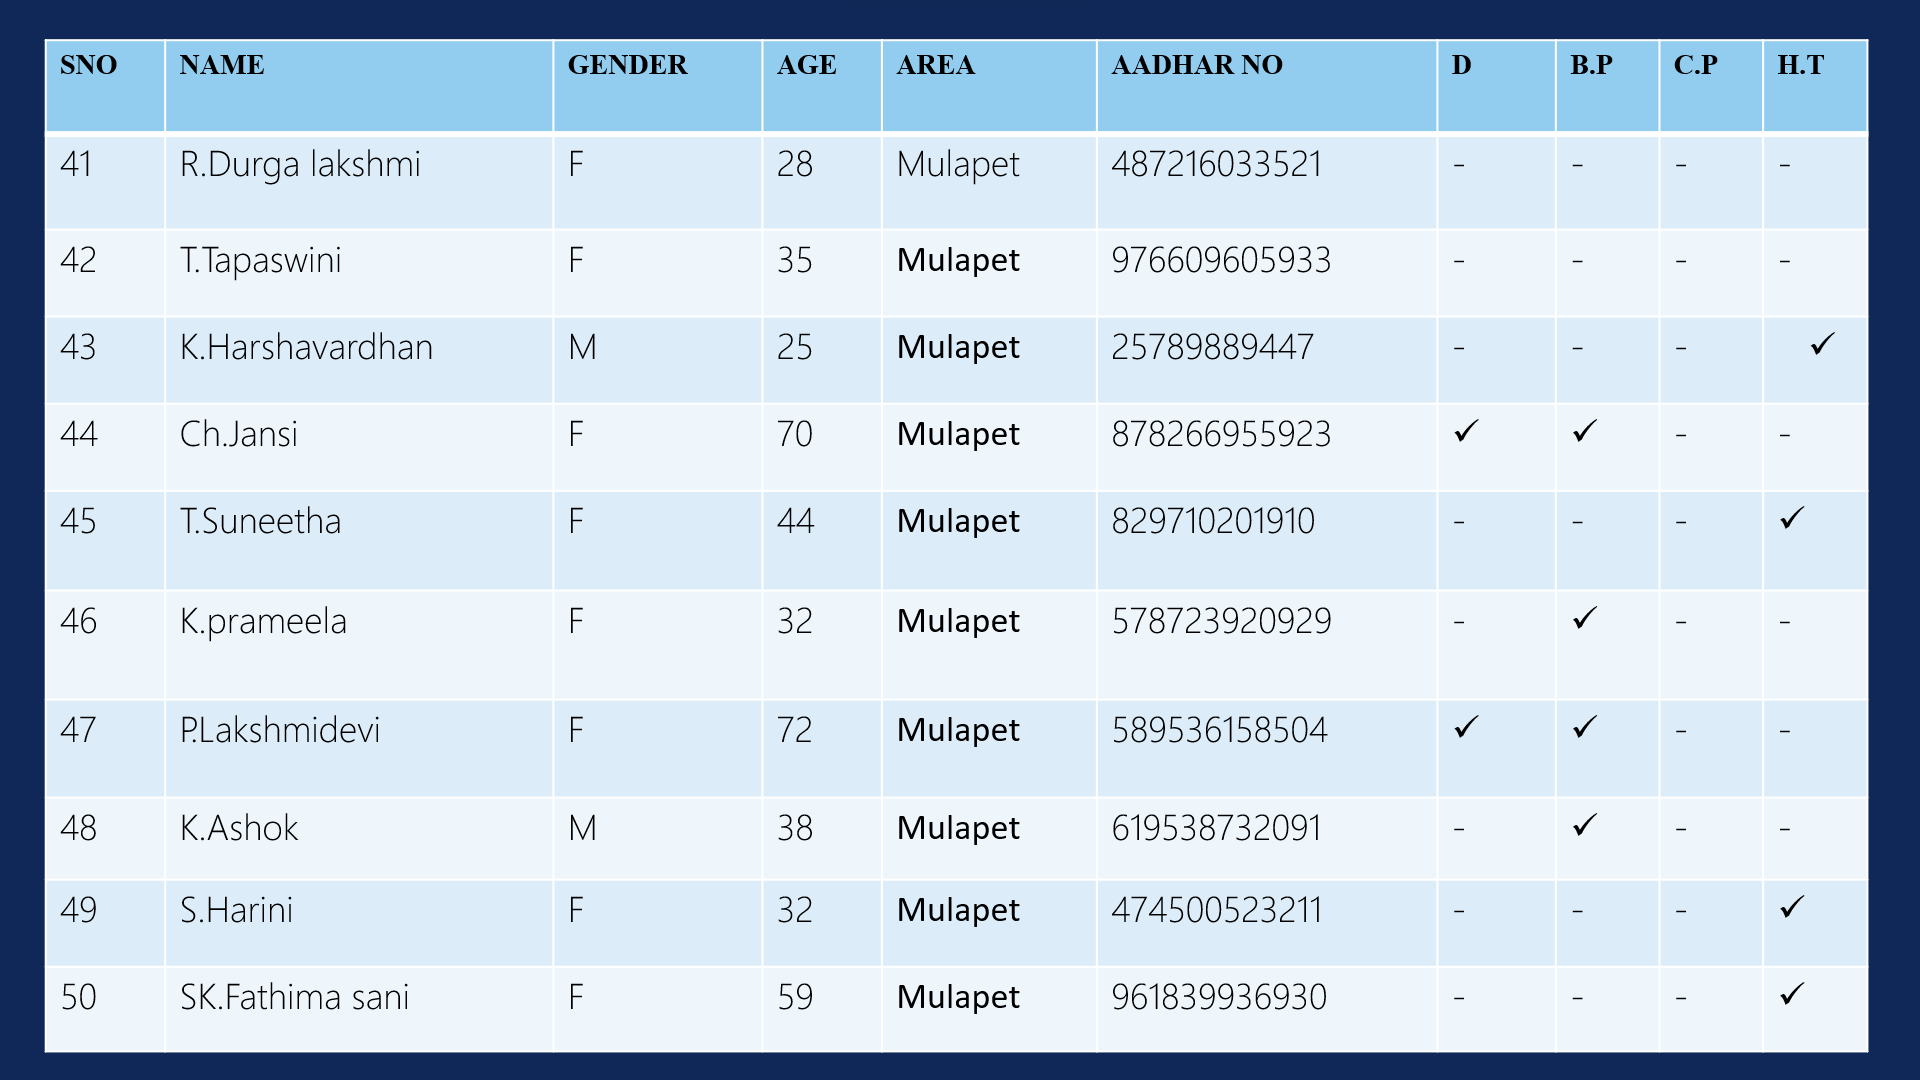 SNO NAME GENDER AGE AREA AADHAR NO D B.P C.P H.T
41 R.Durga lakshmi F 28 Mulapet 487216033521 - - - -
42 T.Tapaswini F 35 Mulapet 976609605933 - - - -
43 K.Harshavardhan M 25 Mulapet 25789889447 - - - ✓
44 Ch.Jansi F 70 Mulapet 878266955923 ✓ ✓ - -
45 T.Suneetha F 44 Mulapet 829710201910 - - - ✓
46 K.prameela F 32 Mulapet 578723920929 - ✓ - -
47 P.Lakshmidevi F 72 Mulapet 589536158504 ✓ ✓ - -
48 K.Ashok M 38 Mulapet 619538732091 - ✓ - -
49 S.Harini F 32 Mulapet 474500523211 - - - ✓
50 SK.Fathima sani F 59 Mulapet 961839936930 - - - ✓